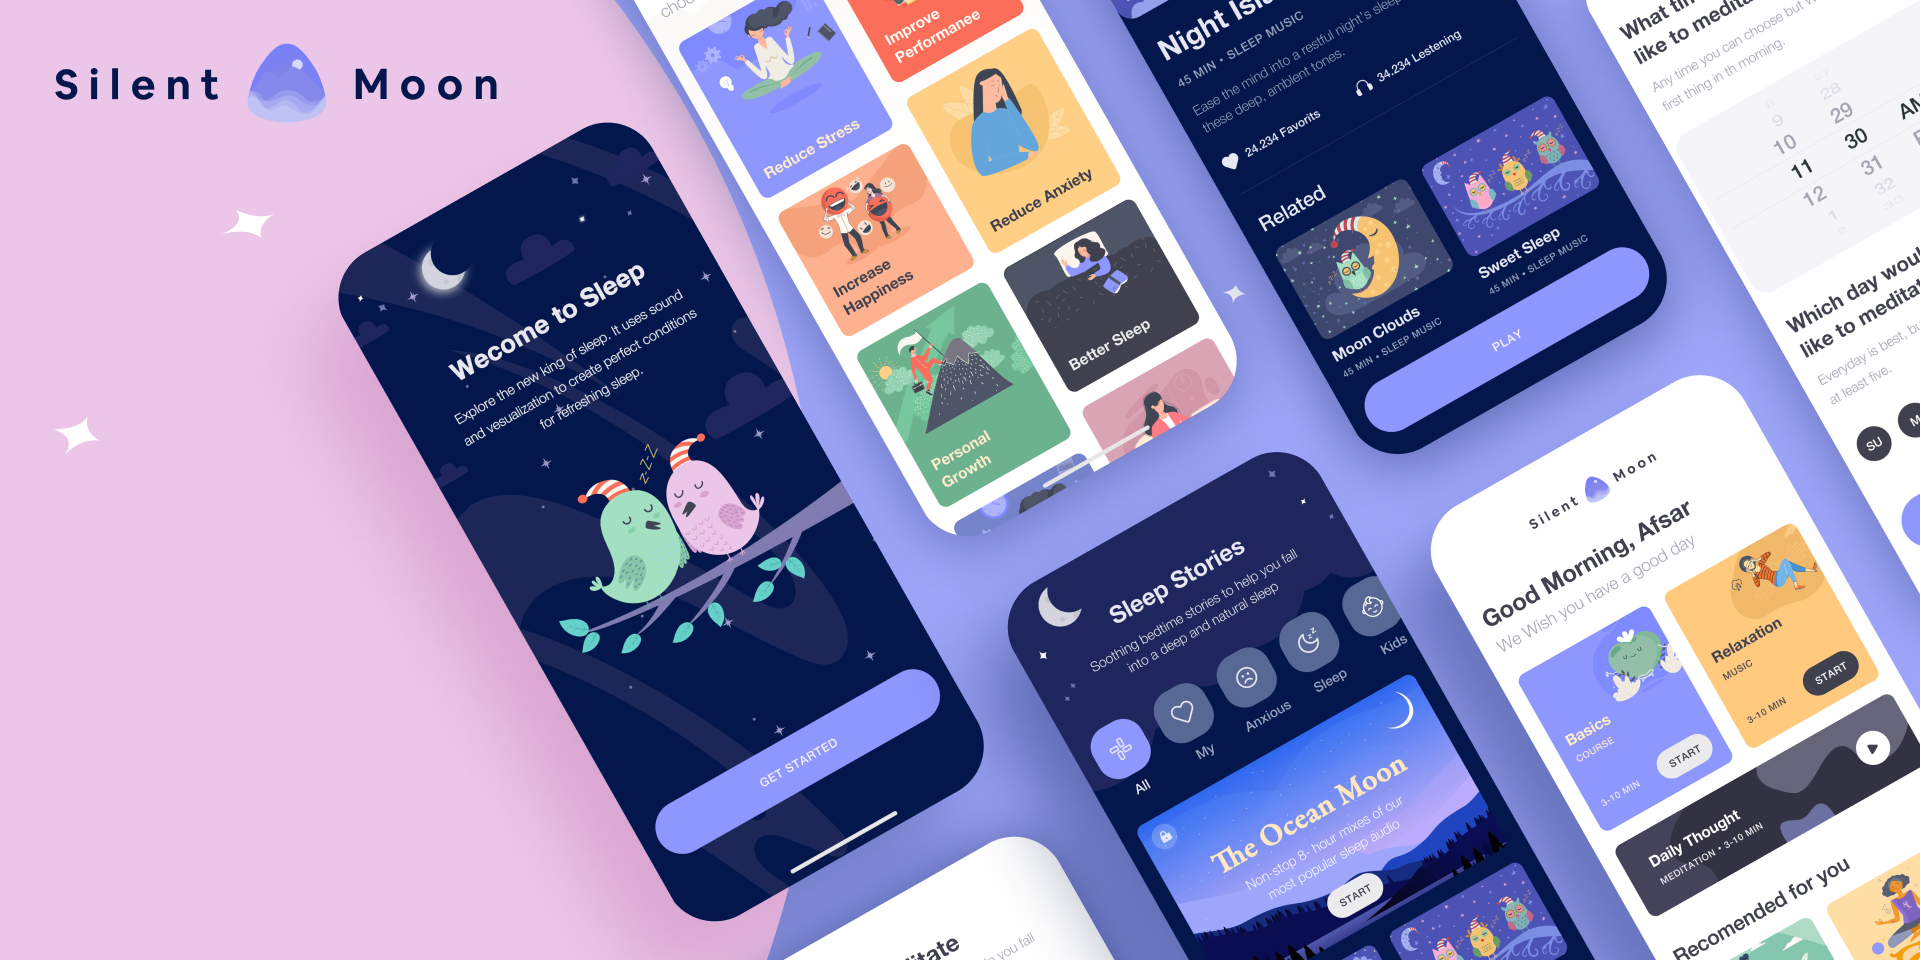 Silent Moon
Wecome to Sleep
Explore the new king of sleep. It uses sound
and vesualization to create perfect conditions
for refreshing sleep.
z-z-z
GET STARTED
Reduce Stress
Improve
Performanee
Increase
Happiness
Reduce Anxiety
Personal
Growth
Better Sleep
Night
45 MIN • SLEEP MUSIC
Ease the mind into a restful night's sleep
these deep, ambient tones.
24.234 Favorits
34.234 Lestening
Related
Moon Clouds
45 MIN • SLEEP MUSIC
Sweet Sleep
45 MIN • SLEEP MUSIC
PLAY
Sleep Stories
Soothing bedtime stories to help you fall
into a deep and natural sleep
All
My
Anxious
Sleep
Kids
The Ocean Moon
Non-stop 8- hour mixes of our
most popular sleep audio
START
What
like to
Any time you can choose but
first thing in th morning.
9
28
10
29
11
30
AM
12
31
1
32
Which day
like to
Everyday is best,
at least five.
SU
M
Silent Moon
Good Morning, Afsar
We Wish you have a good day
Basics
COURSE
3-10 MIN
START
Relaxation
MUSIC
3-10 MIN
START
Daily Thought
MEDITATION • 3-10 MIN
Recomended for you
you fall